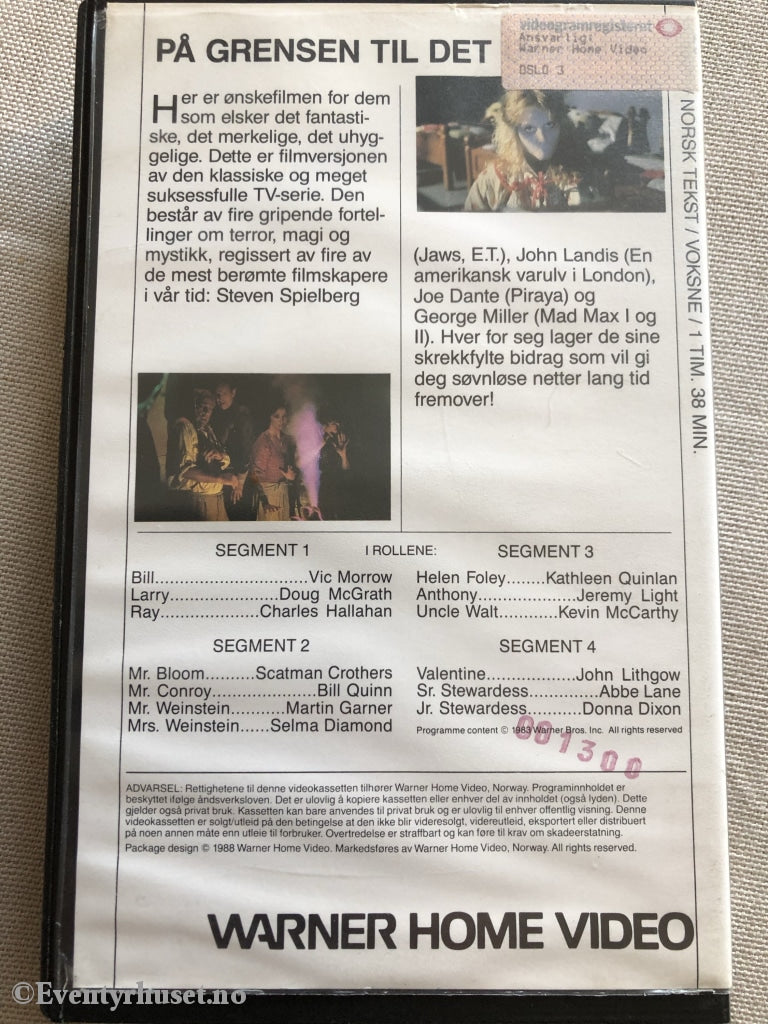 PÅ GRENSEN TIL DET
videogramregisteret
Ansvarlig:
Warner Home Video
OSLO 3
Her er ønskefilmen for dem
som elsker det fantasti-
ske, det merkelige, det uhyg-
gelige. Dette er filmversjonen
av den klassiske og meget
suksessfulle TV-serie. Den
består av fire gripende fortel-
linger om terror, magi og
mystikk, regissert av fire av
de mest berømte filmskapere
i vår tid: Steven Spielberg
(Jaws, E.T.), John Landis (En
amerikansk varulv i London),
Joe Dante (Piraya) og
George Miller (Mad Max I og
II). Hver for seg lager de sine
skrekkfylte bidrag som vil gi
deg søvnløse netter lang tid
fremover!
NORSK TEKST / VOKSNE / 1 TIM. 38 MIN.
I ROLLENE:
SEGMENT 1
Bill..................................Vic Morrow
Larry........................Doug McGrath
Ray.....................Charles Hallahan
SEGMENT 2
Mr. Bloom..........Scatman Crothers
Mr. Conroy.......................Bill Quinn
Mr. Weinstein..........Martin Garner
Mrs. Weinstein......Selma Diamond
SEGMENT 3
Helen Foley........Kathleen Quinlan
Anthony.......................Jeremy Light
Uncle Walt............Kevin McCarthy
SEGMENT 4
Valentine..................John Lithgow
Sr. Stewardess..............Abbe Lane
Jr. Stewardess...........Donna Dixon
Programme content © 1983 Warner Bros. Inc. All rights reserved
001300
ADVARSEL: Rettighetene til denne videokassetten tilhører Warner Home Video, Norway. Programinnholdet er
beskyttet ifølge åndsverksloven. Det er ulovlig å kopiere kassetten eller enhver del av innholdet (også lyden). Dette
gjelder også privat bruk. Kassetten kan bare anvendes til privat bruk og er ulovlig til enhver offentlig visning. Denne
videokassetten er solgt/utleid på den betingelse at den ikke blir videresolgt, videreutleid, eksportert eller distribuert
på noen annen måte enn utleie til forbruker. Overtredelse er straffbart og kan føre til krav om skadeerstatning.
Package design © 1988 Warner Home Video. Markedsføres av Warner Home Video, Norway. All rights reserved.
WARNER HOME VIDEO
©Eventyrhuset.no